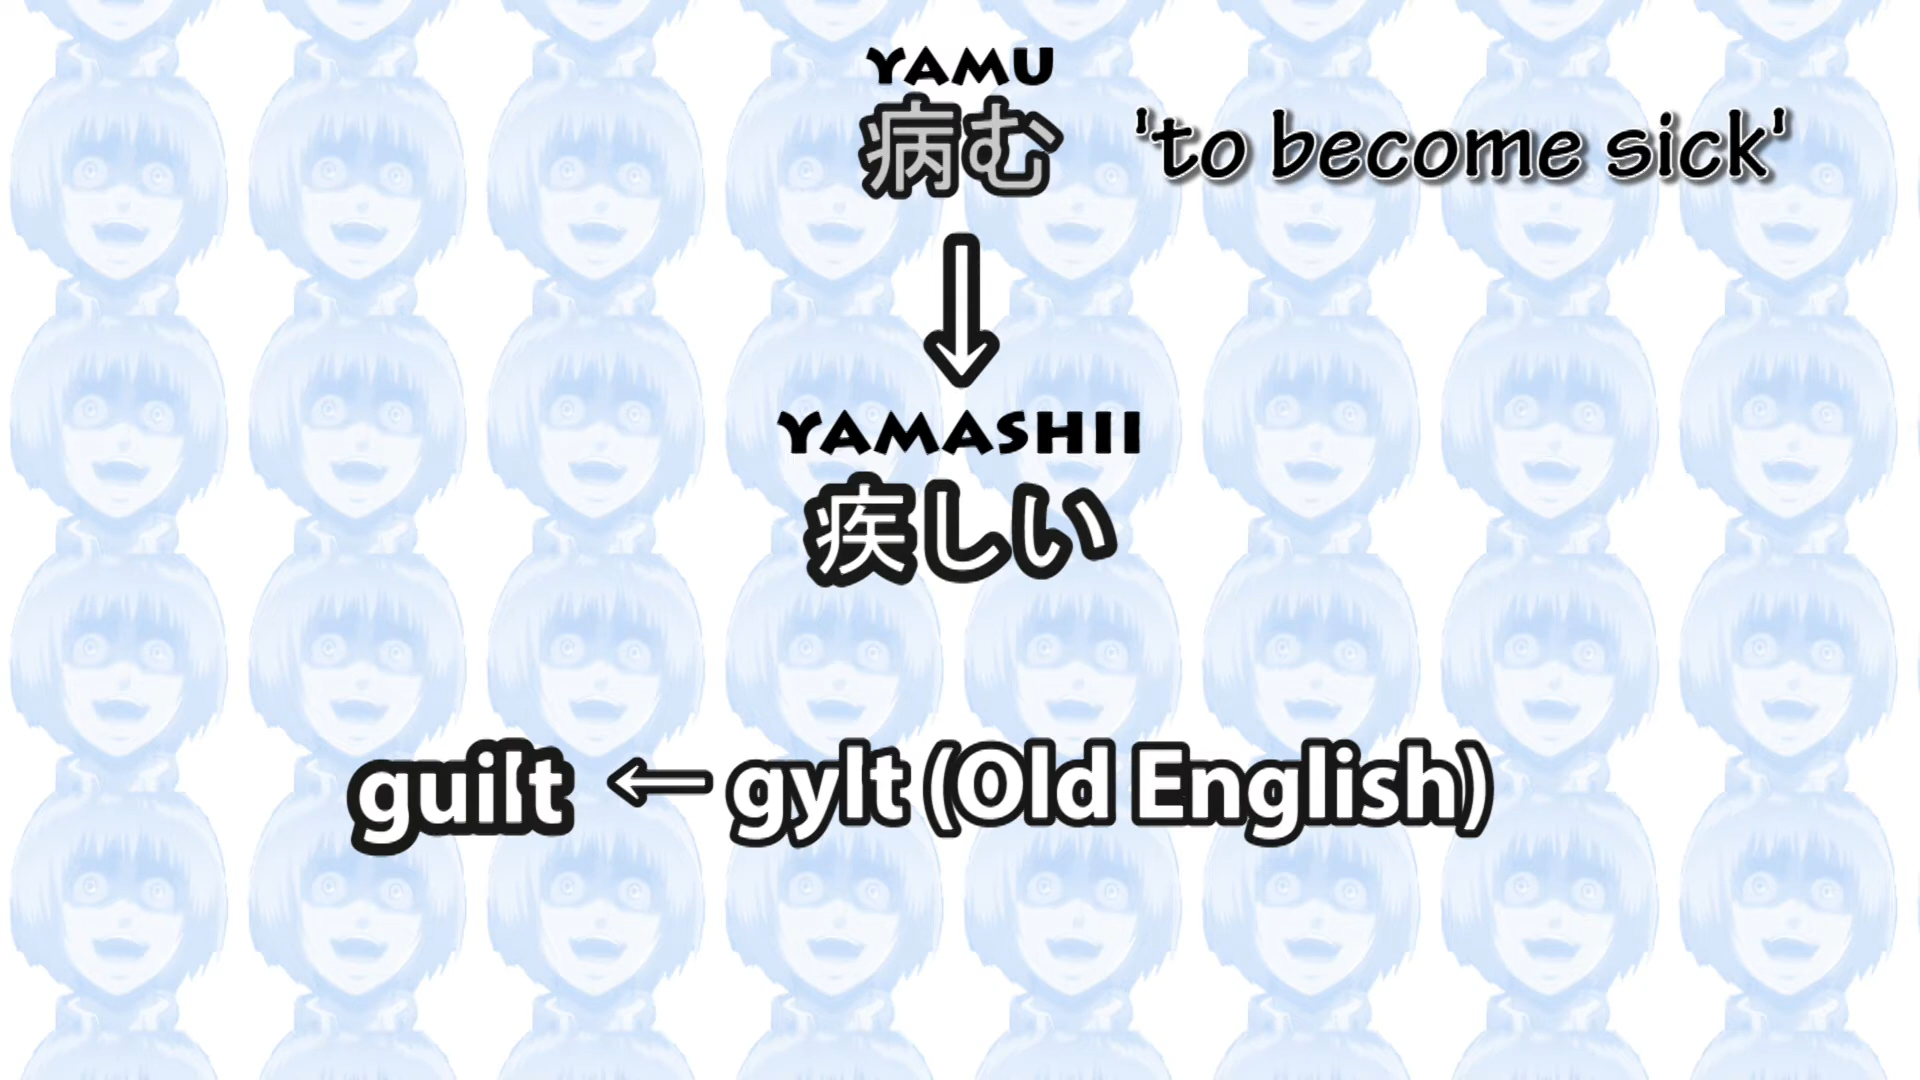 YAMU
病む 'to become sick'
↓
YAMASHII
疾しい
guilt ← gylt (Old English)